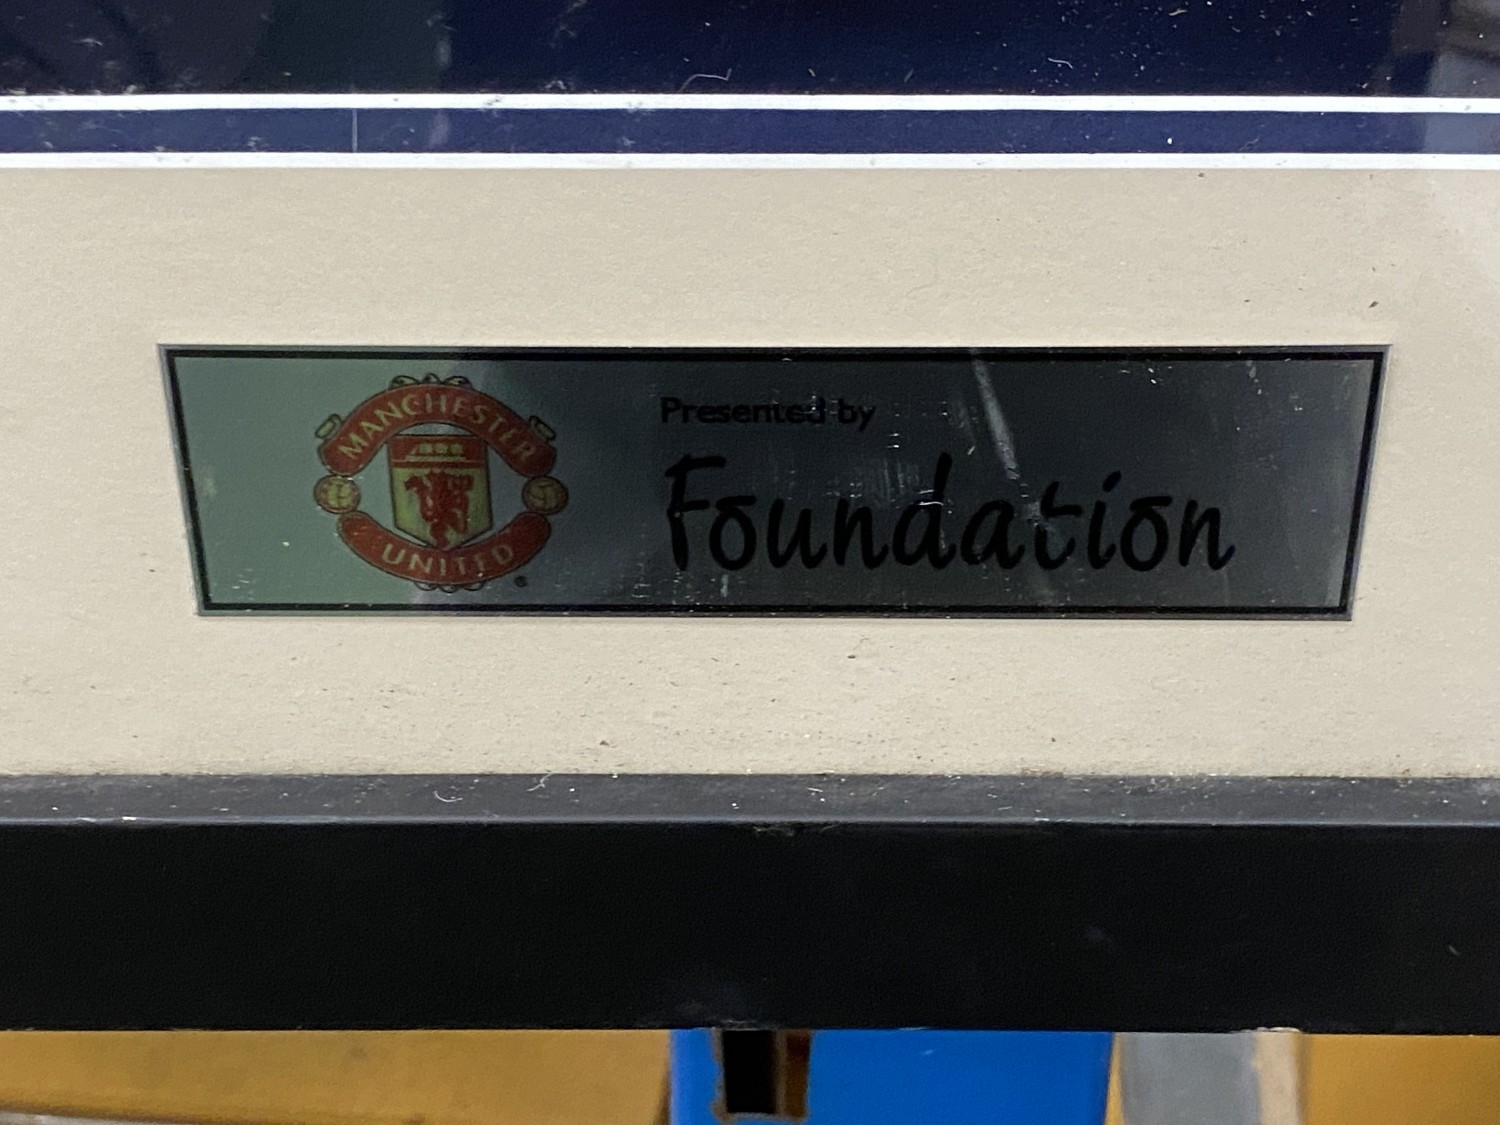 MANCHESTER
UNITED
®
Presented by
Foundation